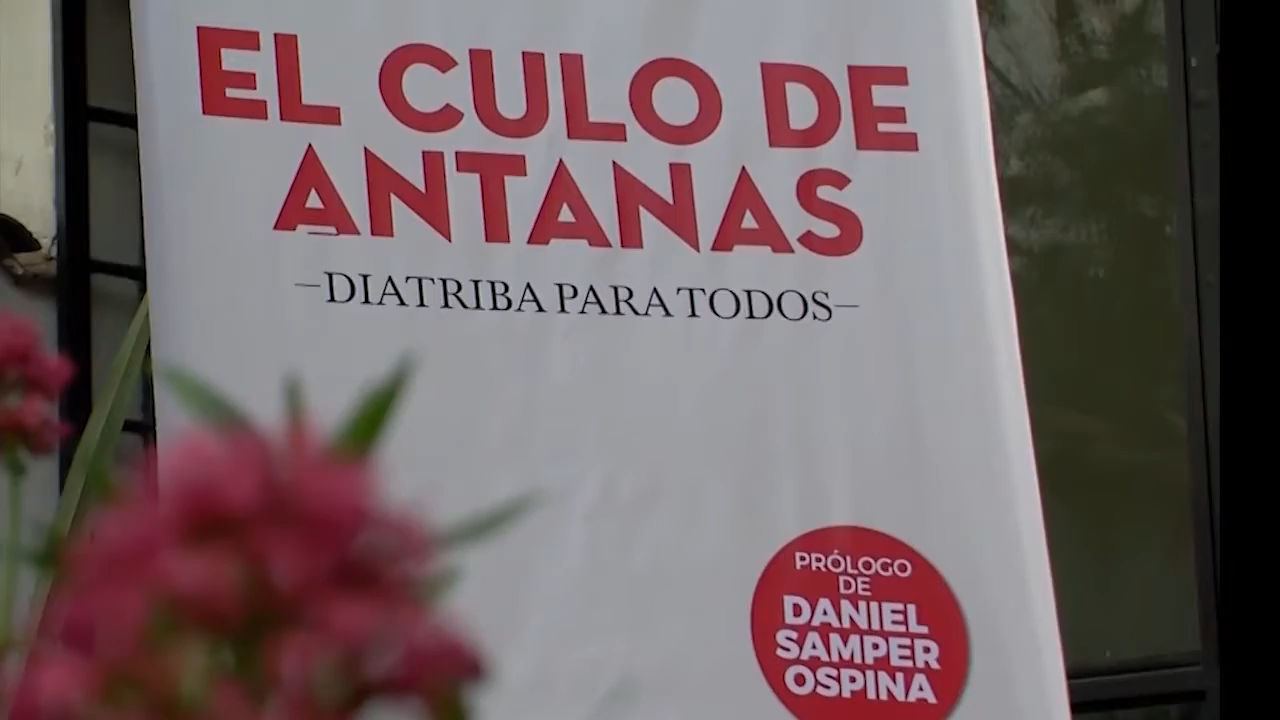 EL CULO DE
ANTANAS
–DIATRIBA PARA TODOS–
PRÓLOGO
DE
DANIEL
SAMPER
OSPINA